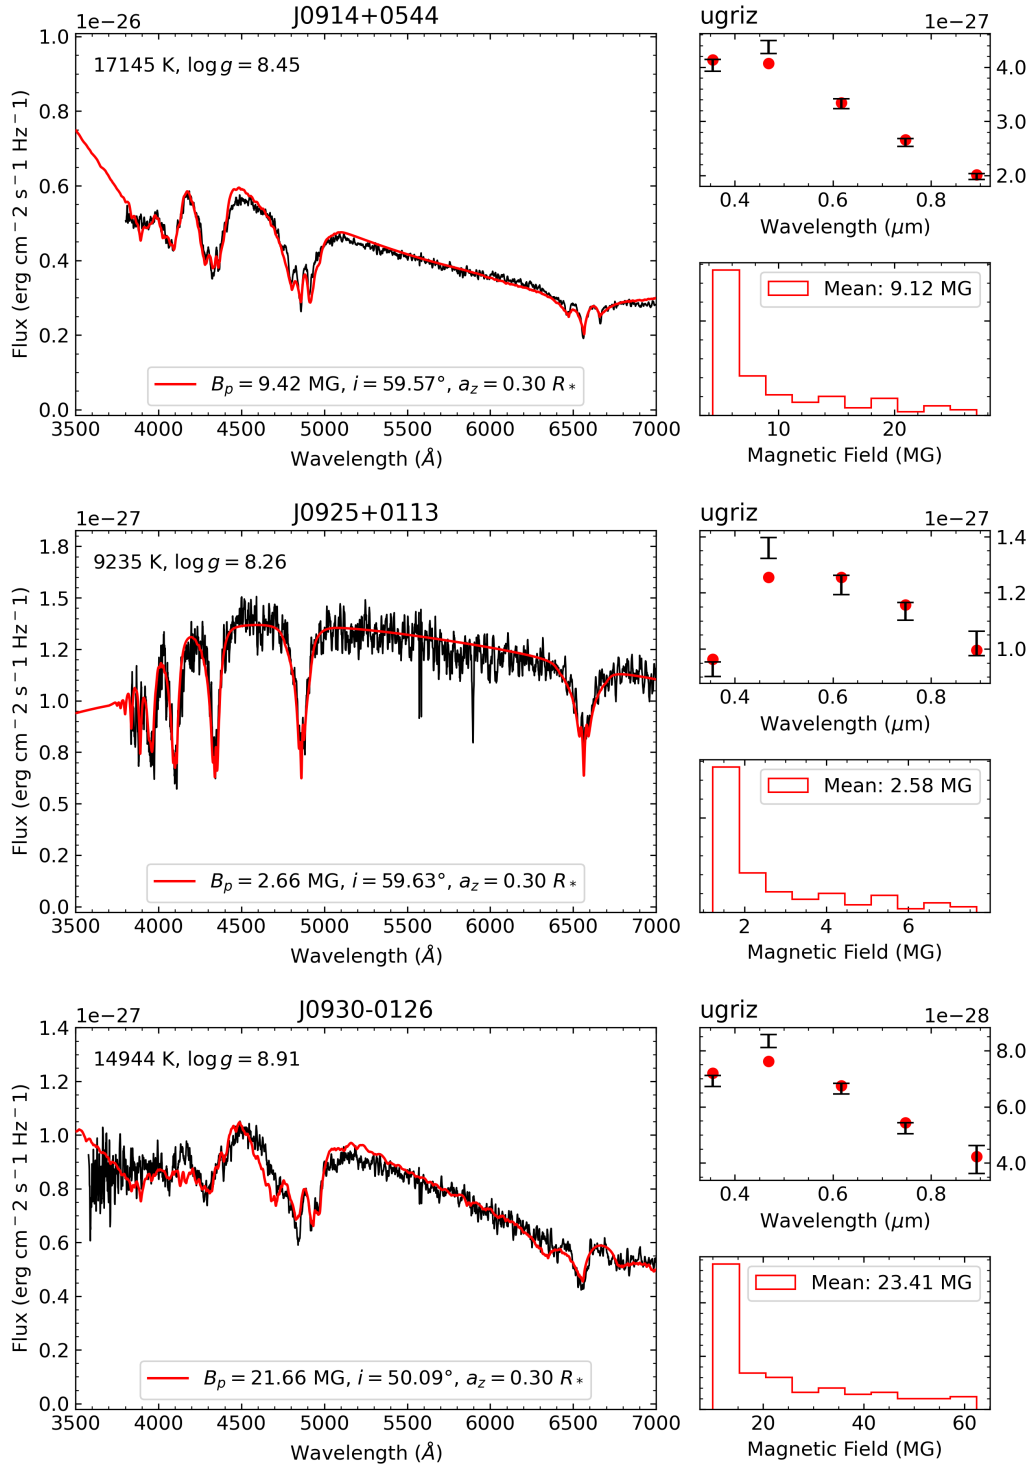 J0914+0544
1e−26
17145 K, log g = 8.45
1.0
0.8
0.6
0.4
0.2
0.0
Flux (erg cm−2 s−1 Hz−1)
B_p = 9.42 MG, i = 59.57°, a_z = 0.30 R_*
3500 4000 4500 5000 5500 6000 6500 7000
Wavelength (Å)
ugriz
1e−27
4.0
3.0
2.0
0.4 0.6 0.8
Wavelength (μm)
Mean: 9.12 MG
10 20
Magnetic Field (MG)
J0925+0113
1e−27
9235 K, log g = 8.26
1.8
1.5
1.2
1.0
0.8
0.5
0.2
0.0
Flux (erg cm−2 s−1 Hz−1)
B_p = 2.66 MG, i = 59.63°, a_z = 0.30 R_*
3500 4000 4500 5000 5500 6000 6500 7000
Wavelength (Å)
ugriz
1e−27
1.4
1.2
1.0
0.4 0.6 0.8
Wavelength (μm)
Mean: 2.58 MG
2 4 6
Magnetic Field (MG)
J0930-0126
1e−27
14944 K, log g = 8.91
1.4
1.2
1.0
0.8
0.6
0.4
0.2
0.0
Flux (erg cm−2 s−1 Hz−1)
B_p = 21.66 MG, i = 50.09°, a_z = 0.30 R_*
3500 4000 4500 5000 5500 6000 6500 7000
Wavelength (Å)
ugriz
1e−28
8.0
6.0
4.0
0.4 0.6 0.8
Wavelength (μm)
Mean: 23.41 MG
20 40 60
Magnetic Field (MG)